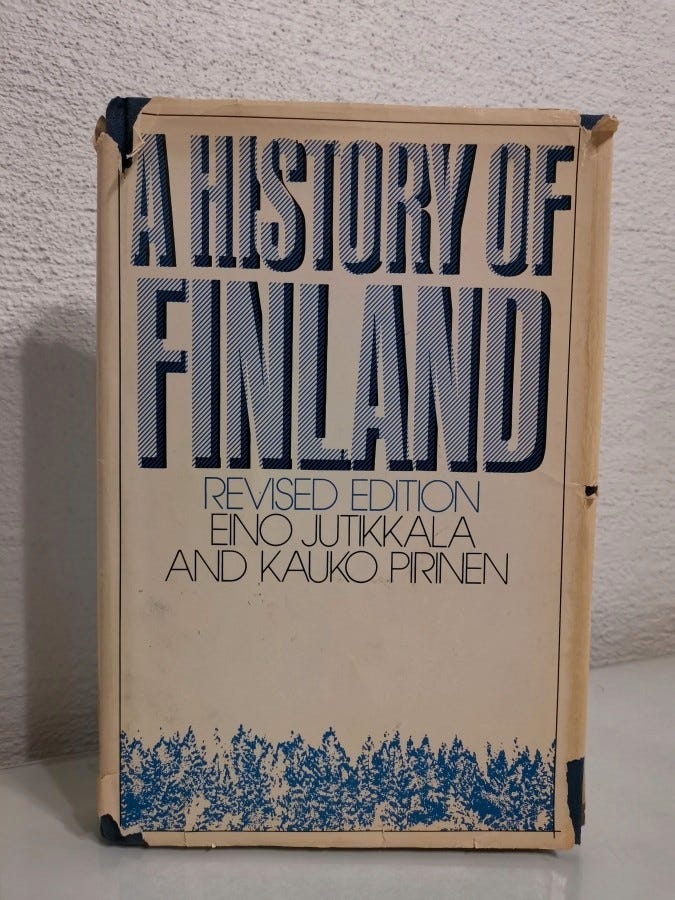 A HISTORY OF
FINLAND
REVISED EDITION
EINO JUTIKKALA
AND KAUKO PIRINEN